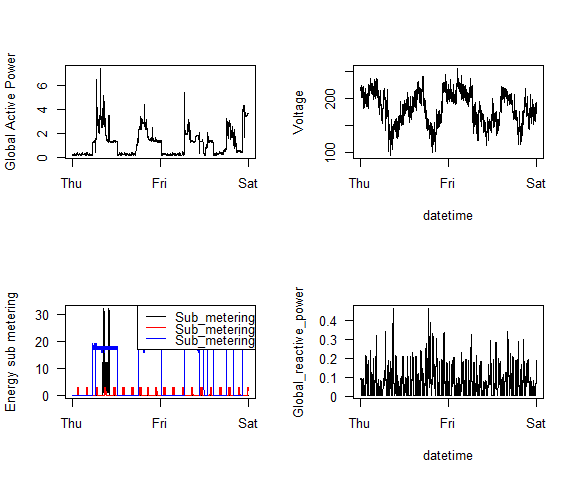 Global Active Power
6
4
2
0
Thu Fri Sat
Voltage
200
100
Thu Fri Sat
datetime
Energy sub metering
30
20
10
0
Sub_metering
Sub_metering
Sub_metering
Thu Fri Sat
Global_reactive_power
0.4
0.3
0.2
0.1
0
Thu Fri Sat
datetime